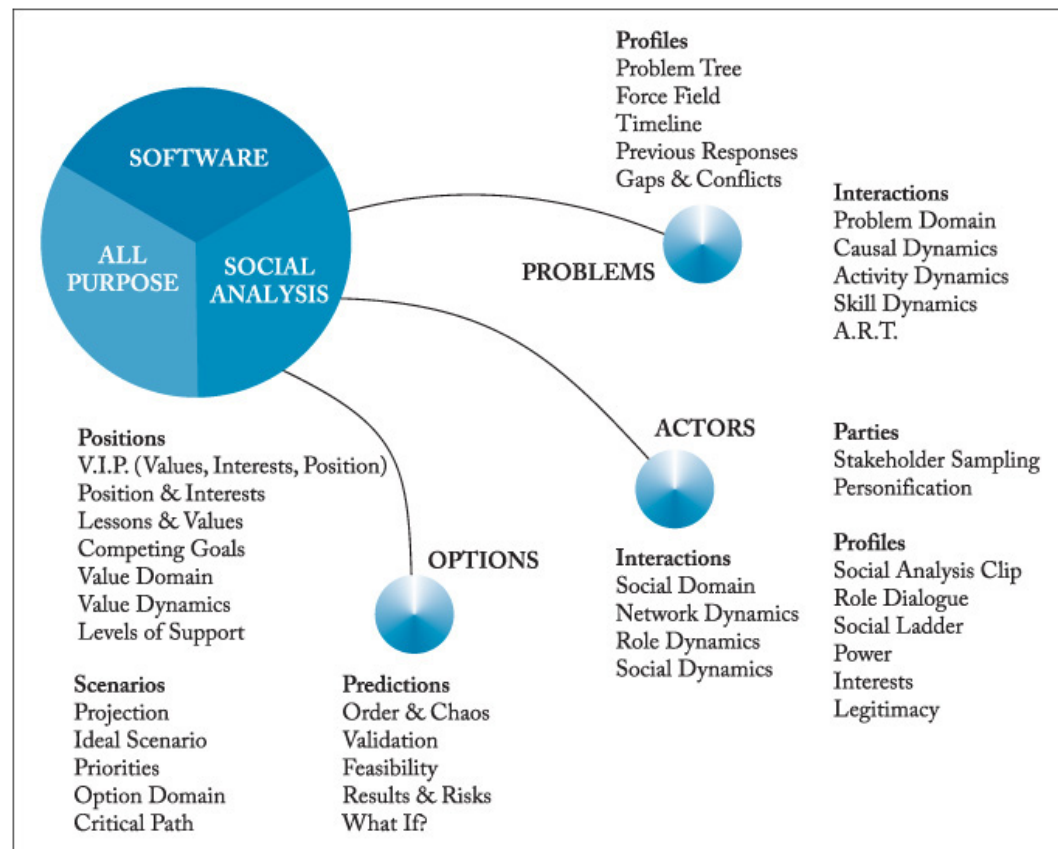 SOFTWARE
ALL
PURPOSE
SOCIAL
ANALYSIS
Profiles
Problem Tree
Force Field
Timeline
Previous Responses
Gaps & Conflicts
PROBLEMS
Interactions
Problem Domain
Causal Dynamics
Activity Dynamics
Skill Dynamics
A.R.T.
ACTORS
Parties
Stakeholder Sampling
Personification
Interactions
Social Domain
Network Dynamics
Role Dynamics
Social Dynamics
Profiles
Social Analysis Clip
Role Dialogue
Social Ladder
Power
Interests
Legitimacy
OPTIONS
Positions
V.I.P. (Values, Interests, Position)
Position & Interests
Lessons & Values
Competing Goals
Value Domain
Value Dynamics
Levels of Support
Scenarios
Projection
Ideal Scenario
Priorities
Option Domain
Critical Path
Predictions
Order & Chaos
Validation
Feasibility
Results & Risks
What If?